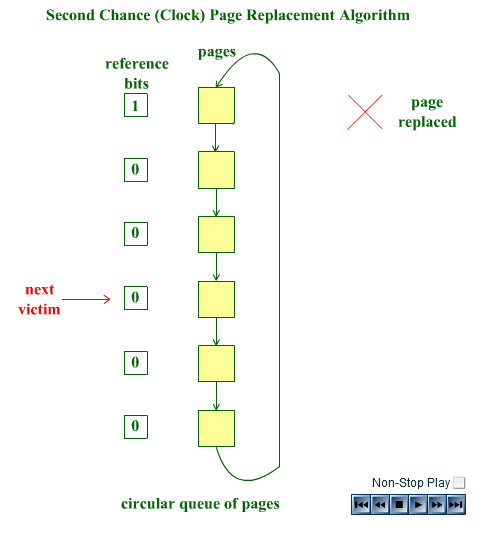 Second Chance (Clock) Page Replacement Algorithm
pages
reference
bits
1
page
replaced
0
0
next
victim
0
0
0
Non-Stop Play
circular queue of pages